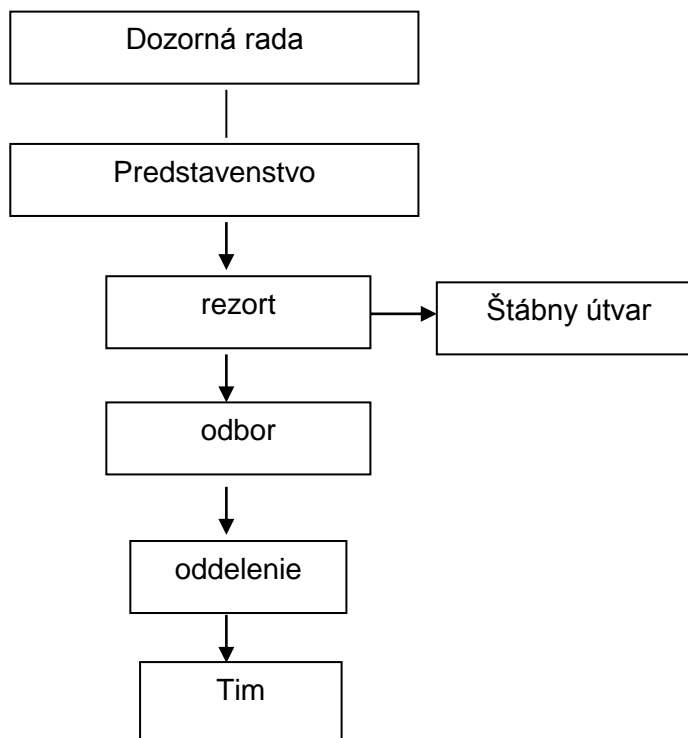 Dozorná rada
Predstavenstvo
rezort
Štábny útvar
odbor
oddelenie
Tim